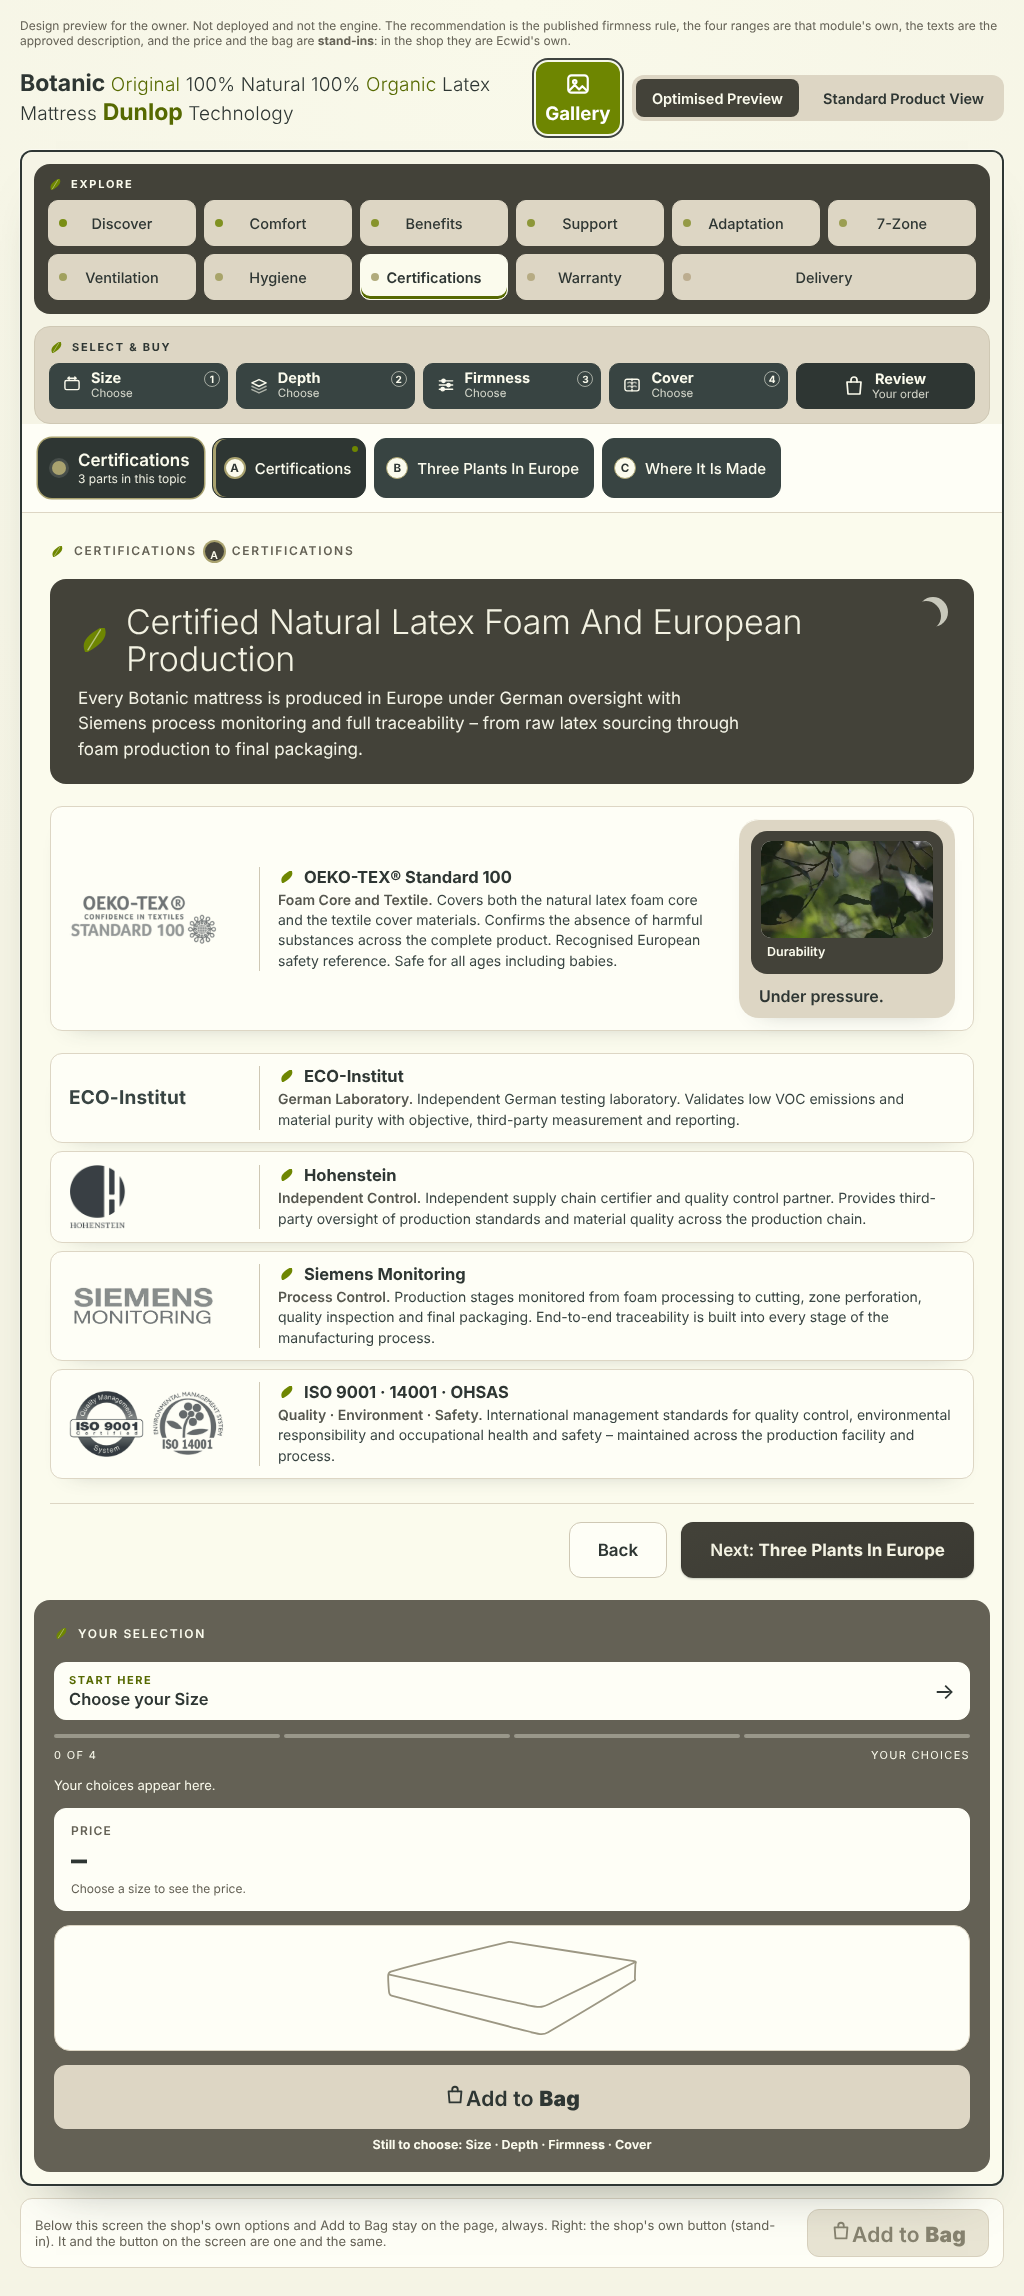 Design preview for the owner. Not deployed and not the engine. The recommendation is the published firmness rule, the four ranges are that module's own, the texts are the
approved description, and the price and the bag are stand-ins: in the shop they are Ecwid's own.
Botanic Original 100% Natural 100% Organic Latex
Mattress Dunlop Technology
Gallery
Optimised Preview
Standard Product View
EXPLORE
Discover
Comfort
Benefits
Support
Adaptation
7-Zone
Ventilation
Hygiene
Certifications
Warranty
Delivery
SELECT & BUY
Size
Choose
1
Depth
Choose
2
Firmness
Choose
3
Cover
Choose
4
Review
Your order
Certifications
3 parts in this topic
A Certifications
B Three Plants In Europe
C Where It Is Made
CERTIFICATIONS A CERTIFICATIONS
Certified Natural Latex Foam And European
Production
Every Botanic mattress is produced in Europe under German oversight with
Siemens process monitoring and full traceability – from raw latex sourcing through
foam production to final packaging.
OEKO-TEX®
CONFIDENCE IN TEXTILES
STANDARD 100
OEKO-TEX® Standard 100
Foam Core and Textile. Covers both the natural latex foam core
and the textile cover materials. Confirms the absence of harmful
substances across the complete product. Recognised European
safety reference. Safe for all ages including babies.
Durability
Under pressure.
ECO-Institut
ECO-Institut
German Laboratory. Independent German testing laboratory. Validates low VOC emissions and
material purity with objective, third-party measurement and reporting.
HOHENSTEIN
Hohenstein
Independent Control. Independent supply chain certifier and quality control partner. Provides third-
party oversight of production standards and material quality across the production chain.
SIEMENS
MONITORING
Siemens Monitoring
Process Control. Production stages monitored from foam processing to cutting, zone perforation,
quality inspection and final packaging. End-to-end traceability is built into every stage of the
manufacturing process.
Quality Management
ISO 9001
Certified
System
ENVIRONMENTAL MANAGEMENT SYSTEM
ISO 14001
ISO 9001 · 14001 · OHSAS
Quality · Environment · Safety. International management standards for quality control, environmental
responsibility and occupational health and safety – maintained across the production facility and
process.
Back
Next: Three Plants In Europe
YOUR SELECTION
START HERE
Choose your Size
0 OF 4
YOUR CHOICES
Your choices appear here.
PRICE
–
Choose a size to see the price.
Add to Bag
Still to choose: Size · Depth · Firmness · Cover
Below this screen the shop's own options and Add to Bag stay on the page, always. Right: the shop's own button (stand-
in). It and the button on the screen are one and the same.
Add to Bag